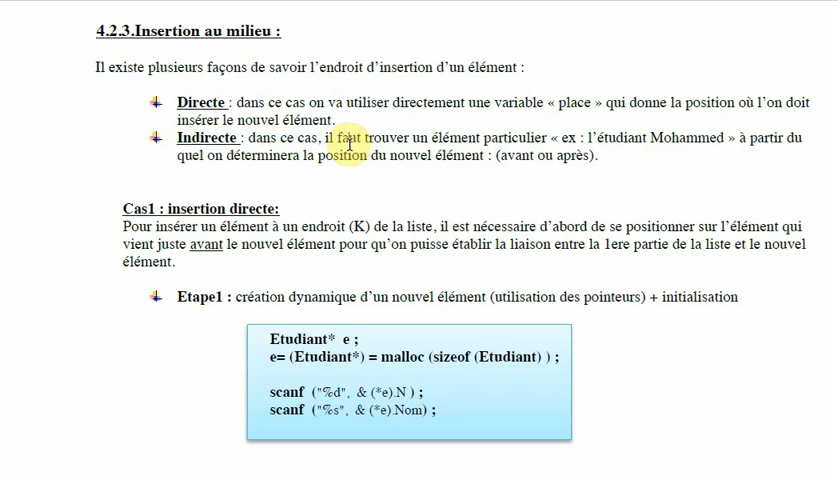 4.2.3.Insertion au milieu :
Il existe plusieurs façons de savoir l'endroit d'insertion d'un élément :
Directe : dans ce cas on va utiliser directement une variable « place » qui donne la position où l'on doit
insérer le nouvel élément.
Indirecte : dans ce cas, il faut trouver un élément particulier « ex : l'étudiant Mohammed » à partir du
quel on déterminera la position du nouvel élément : (avant ou après).
Cas1 : insertion directe:
Pour insérer un élément à un endroit (K) de la liste, il est nécessaire d'abord de se positionner sur l'élément qui
vient juste avant le nouvel élément pour qu'on puisse établir la liaison entre la 1ere partie de la liste et le nouvel
élément.
Etape1 : création dynamique d'un nouvel élément (utilisation des pointeurs) + initialisation
Etudiant* e ;
e= (Etudiant*) = malloc (sizeof (Etudiant) ) ;
scanf ("%d", & (*e).N ) ;
scanf ("%s", & (*e).Nom) ;